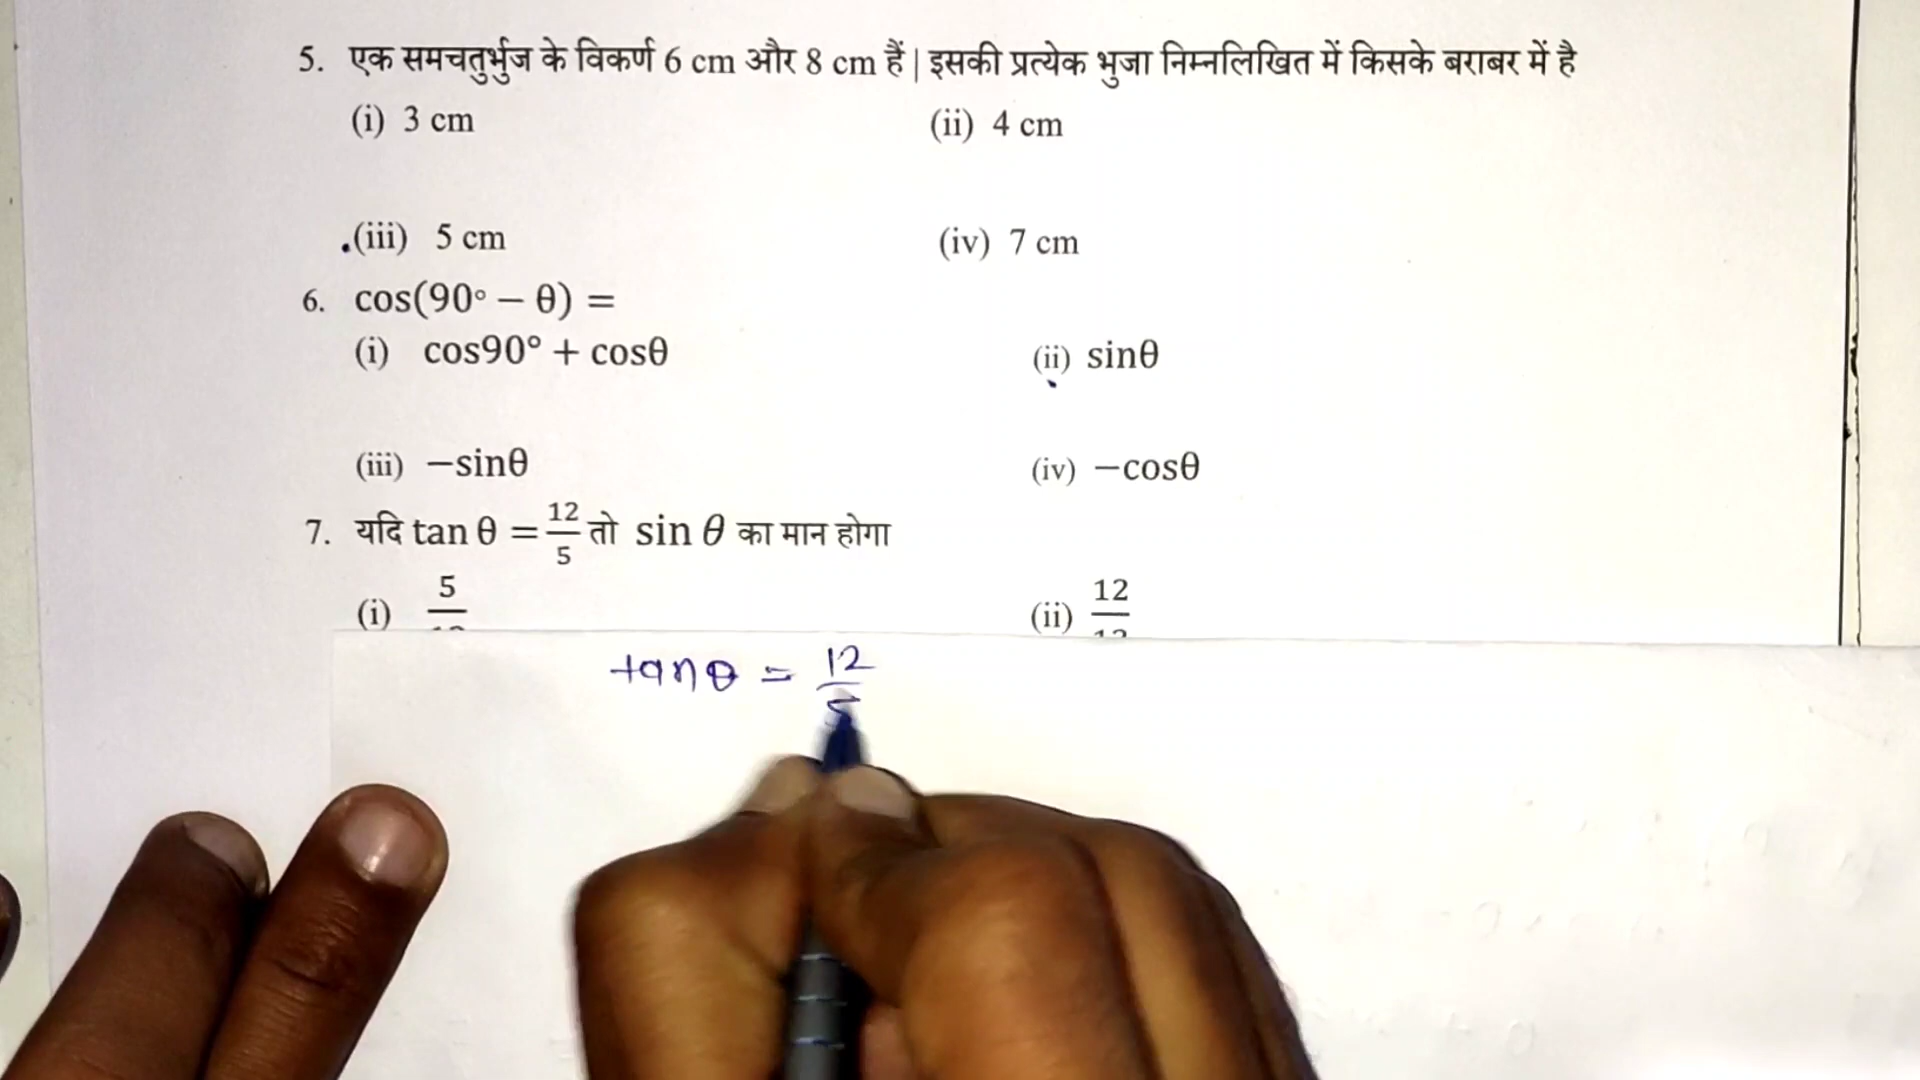 5. एक समचतुर्भुज के विकर्ण 6 cm और 8 cm हैं | इसकी प्रत्येक भुजा निम्नलिखित में किसके बराबर में है
(i) 3 cm (ii) 4 cm
(iii) 5 cm (iv) 7 cm
6. cos(90° − θ) =
(i) cos90° + cosθ (ii) sinθ
(iii) −sinθ (iv) −cosθ
7. यदि tan θ = 12/5 तो sin θ का मान होगा
(i) 5 (ii) 12
tanθ = 12/5